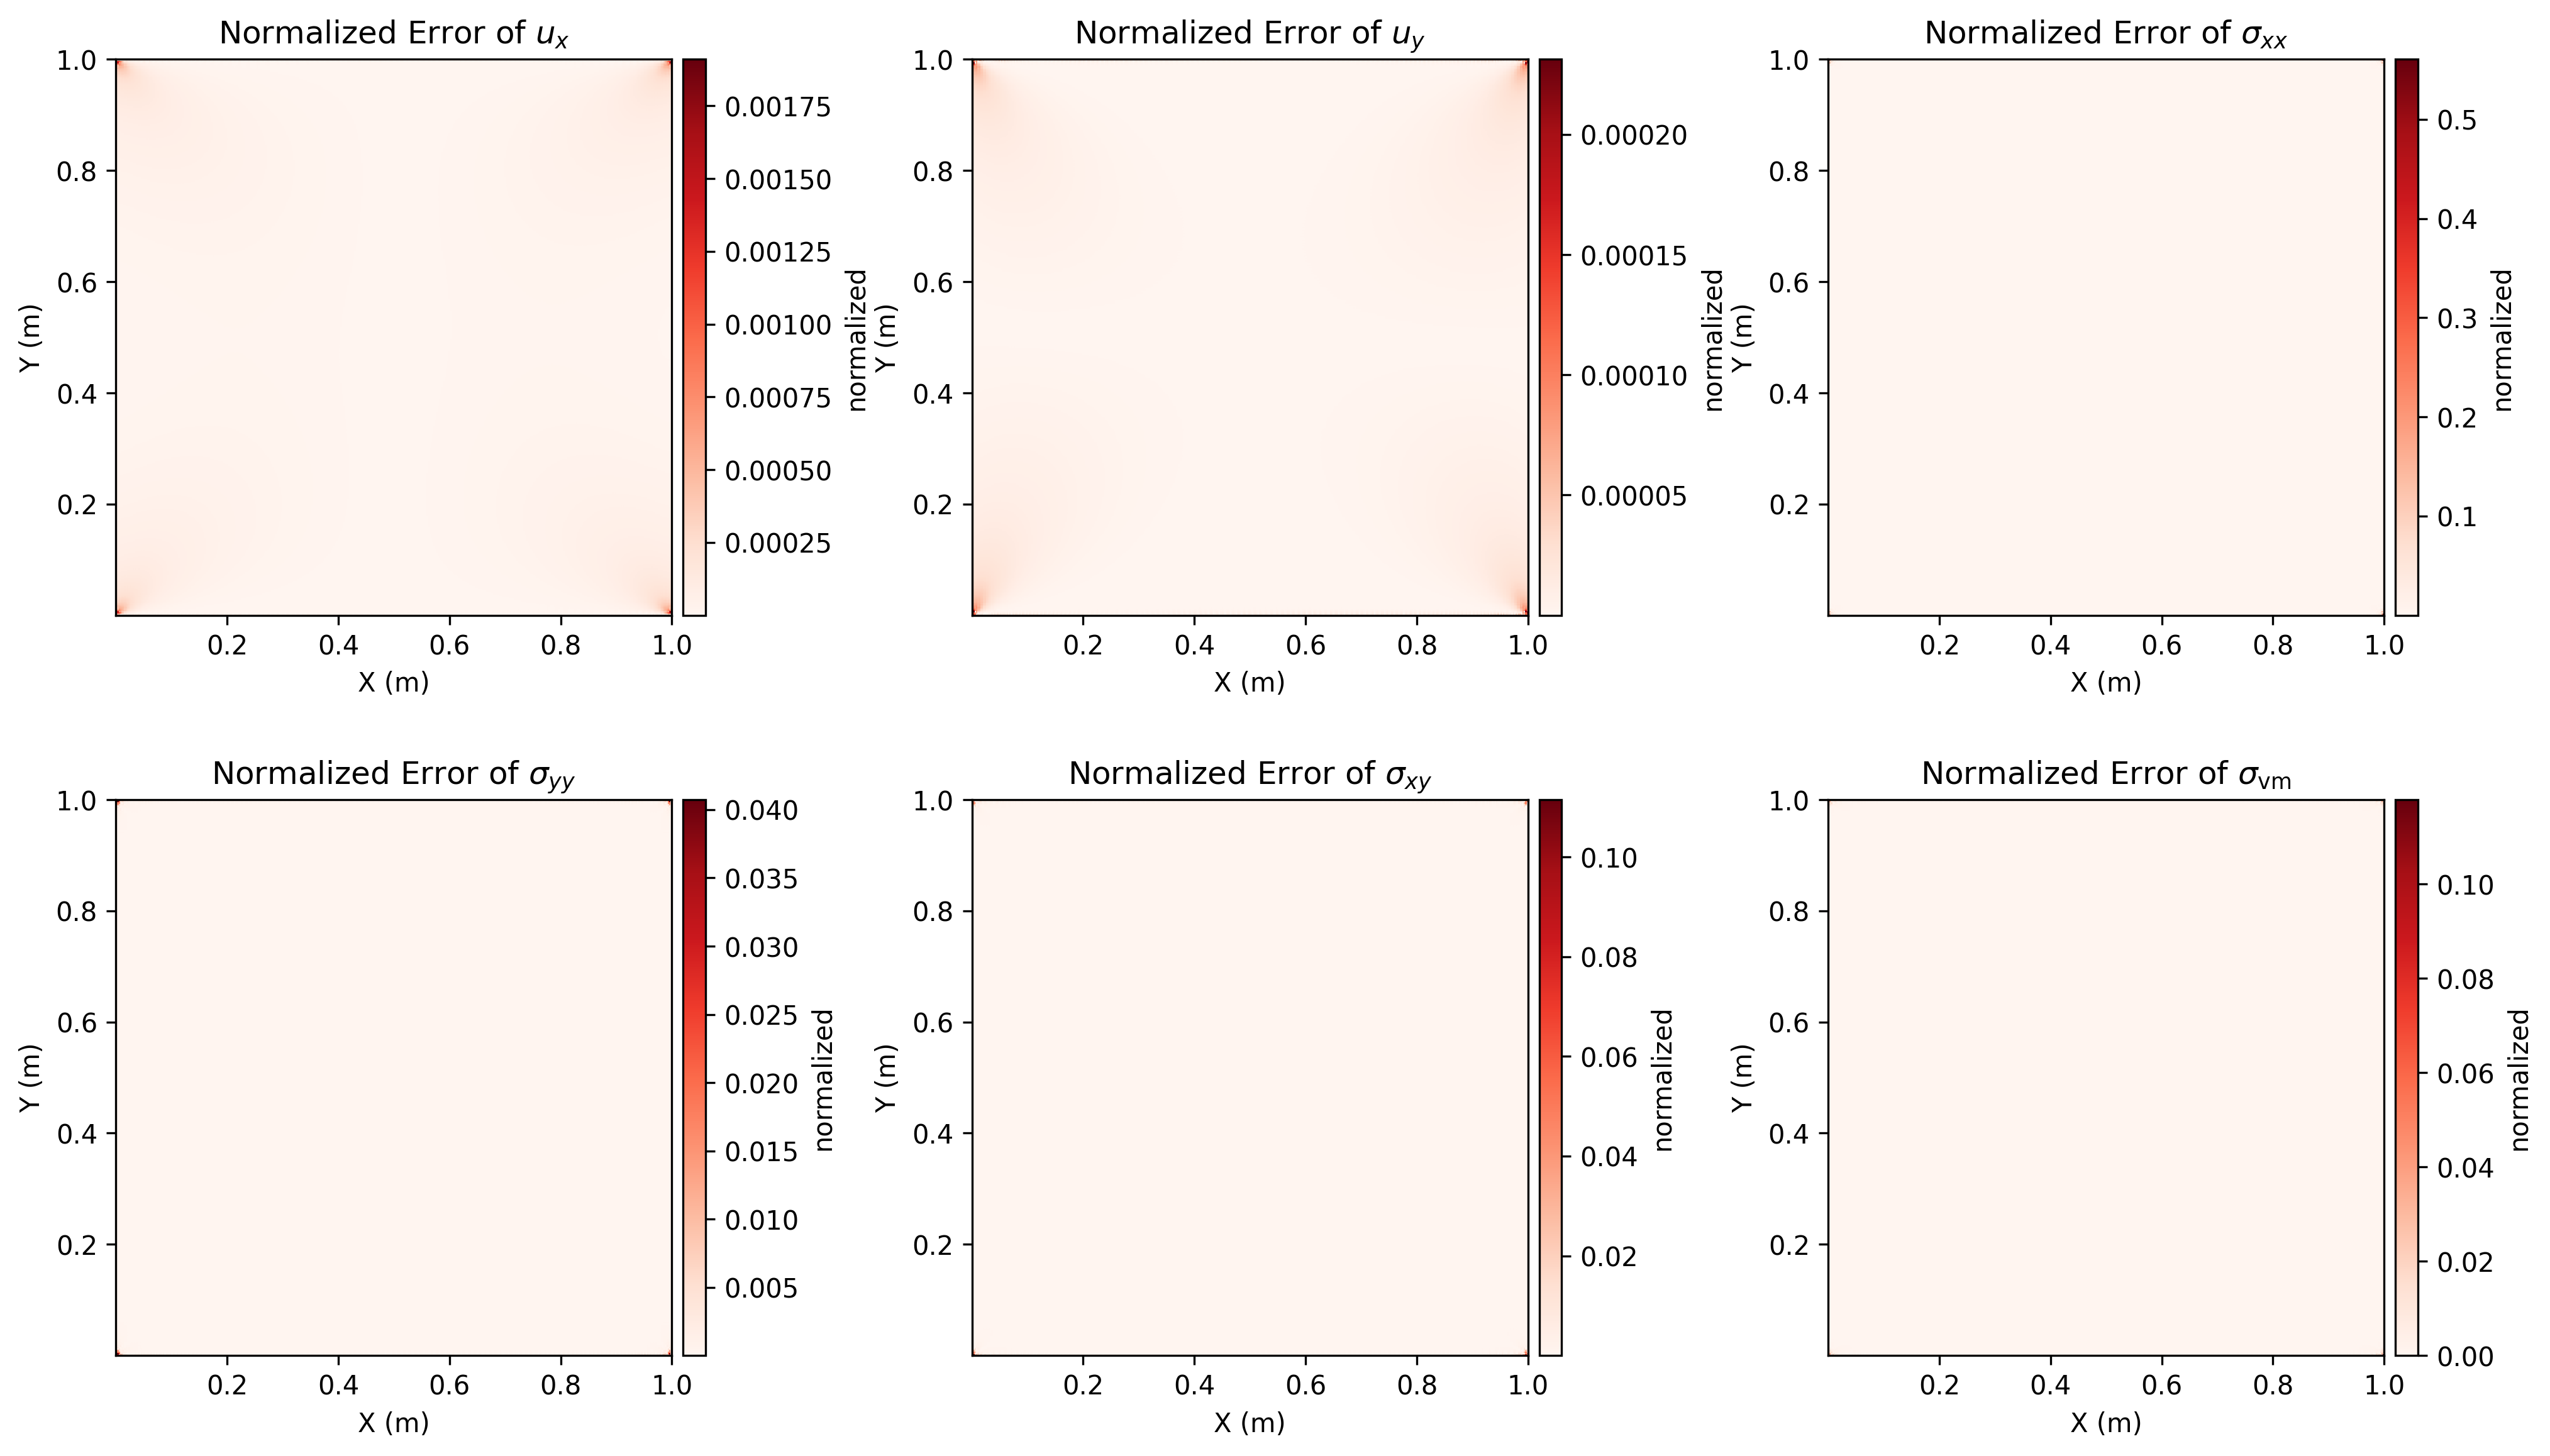 Normalized Error of uₓ
1.0
0.8
0.6
0.4
0.2
Y (m)
0.2 0.4 0.6 0.8 1.0
X (m)
0.00175
0.00150
0.00125
0.00100
0.00075
0.00050
0.00025
normalized
Normalized Error of u_y
1.0
0.8
0.6
0.4
0.2
Y (m)
0.2 0.4 0.6 0.8 1.0
X (m)
0.00020
0.00015
0.00010
0.00005
normalized
Normalized Error of σ_xx
1.0
0.8
0.6
0.4
0.2
Y (m)
0.2 0.4 0.6 0.8 1.0
X (m)
0.5
0.4
0.3
0.2
0.1
normalized
Normalized Error of σ_yy
1.0
0.8
0.6
0.4
0.2
Y (m)
0.2 0.4 0.6 0.8 1.0
X (m)
0.040
0.035
0.030
0.025
0.020
0.015
0.010
0.005
normalized
Normalized Error of σ_xy
1.0
0.8
0.6
0.4
0.2
Y (m)
0.2 0.4 0.6 0.8 1.0
X (m)
0.10
0.08
0.06
0.04
0.02
normalized
Normalized Error of σ_vm
1.0
0.8
0.6
0.4
0.2
Y (m)
0.2 0.4 0.6 0.8 1.0
X (m)
0.10
0.08
0.06
0.04
0.02
0.00
normalized